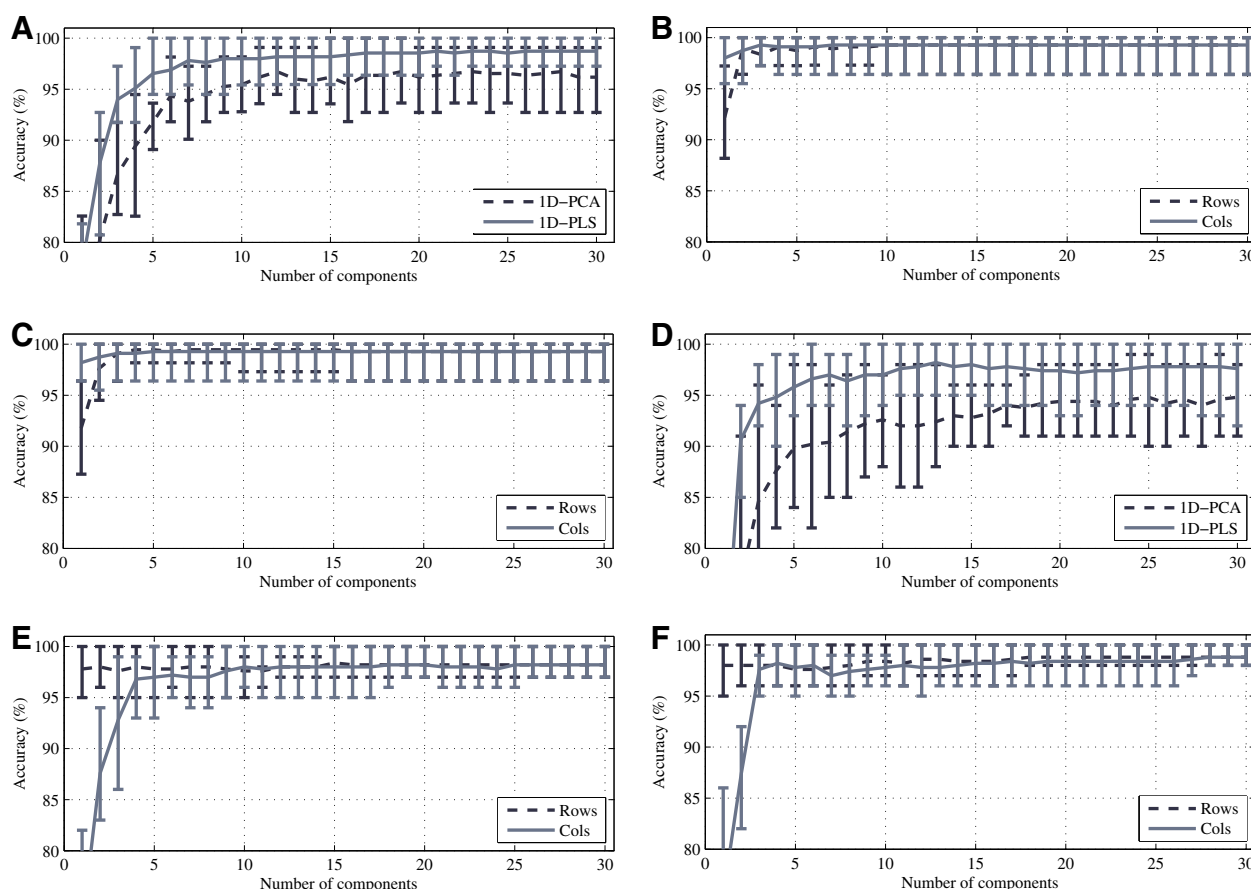 A
Accuracy (%)
100
95
90
85
80
0 5 10 15 20 25 30
Number of components
1D−PCA
1D−PLS
B
Accuracy (%)
100
95
90
85
80
0 5 10 15 20 25 30
Number of components
Rows
Cols
C
Accuracy (%)
100
95
90
85
80
0 5 10 15 20 25 30
Number of components
Rows
Cols
D
Accuracy (%)
100
95
90
85
80
0 5 10 15 20 25 30
Number of components
1D−PCA
1D−PLS
E
Accuracy (%)
100
95
90
85
80
0 5 10 15 20 25 30
Number of components
Rows
Cols
F
Accuracy (%)
100
95
90
85
80
0 5 10 15 20 25 30
Number of components
Rows
Cols